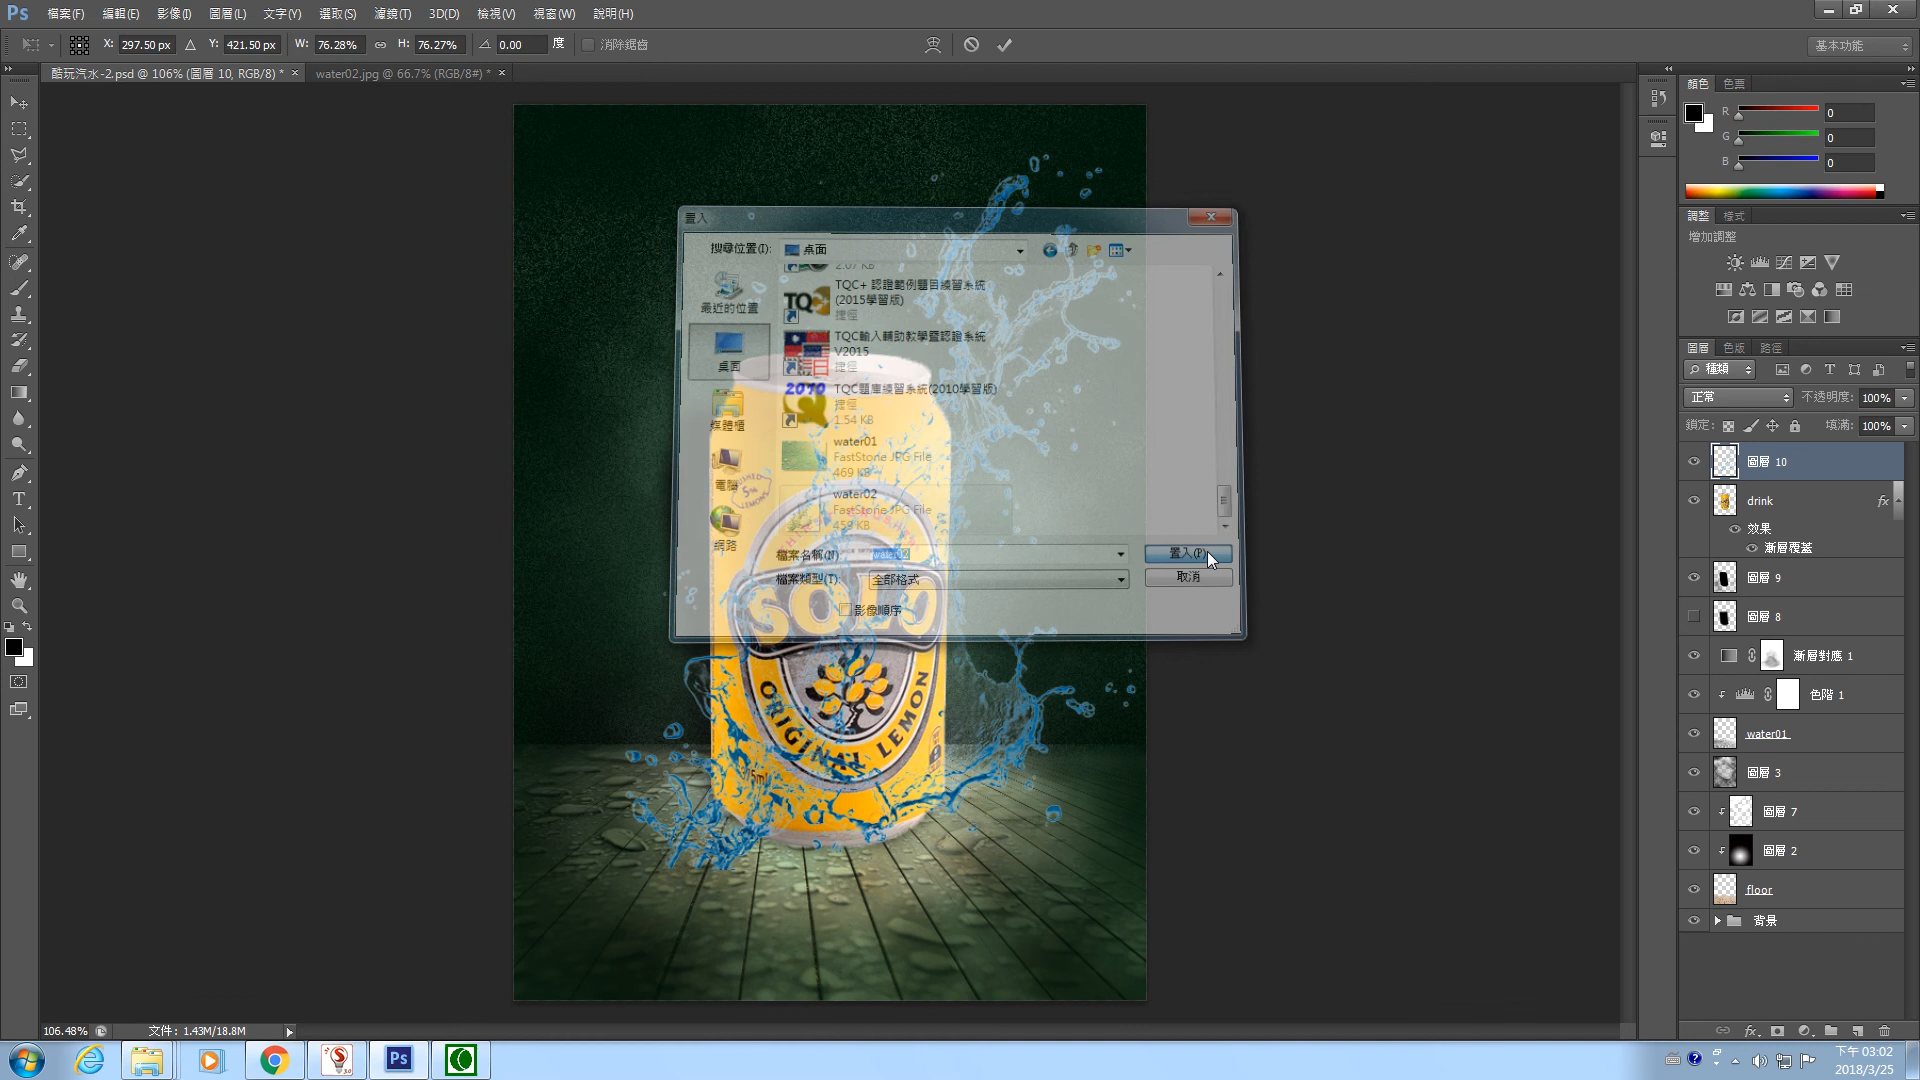 Ps 檔案(F) 編輯(E) 影像(I) 圖層(L) 文字(Y) 選取(S) 濾鏡(T) 3D(D) 檢視(V) 視窗(W) 說明(H)
X: 297.50 px Y: 421.50 px W: 76.28% H: 76.27% 0.00 度 消除鋸齒 基本功能
酷玩汽水-2.psd @ 106% (圖層 10, RGB/8) * × water02.jpg @ 66.7% (RGB/8#) * ×
顏色 色票
R 0
G 0
B 0
調整 樣式
增加調整
圖層 色版 路徑
種類
正常 不透明度: 100%
鎖定: 填滿: 100%
圖層 10
drink fx
效果
漸層覆蓋
圖層 9
圖層 8
漸層對應 1
色階 1
water01
圖層 3
圖層 7
圖層 2
floor
背景
置入
搜尋位置(I): 桌面
最近的位置
桌面
媒體櫃
電腦
網路
2.07 KB
TQC+ 認證範例題目練習系統
(2015學習版)
捷徑
TQC輸入輔助教學暨認證系統
V2015
捷徑
TQC題庫練習系統(2010學習版)
捷徑
1.54 KB
water01
FastStone JPG File
469 KB
water02
FastStone JPG File
459 KB
檔案名稱(N): water02 置入(P)
檔案類型(T): 全部格式 取消
影像順序
SOLO
ORIGINAL LEMON
106.48% 文件: 1.43M/18.8M
Ps
下午 03:02
2018/3/25